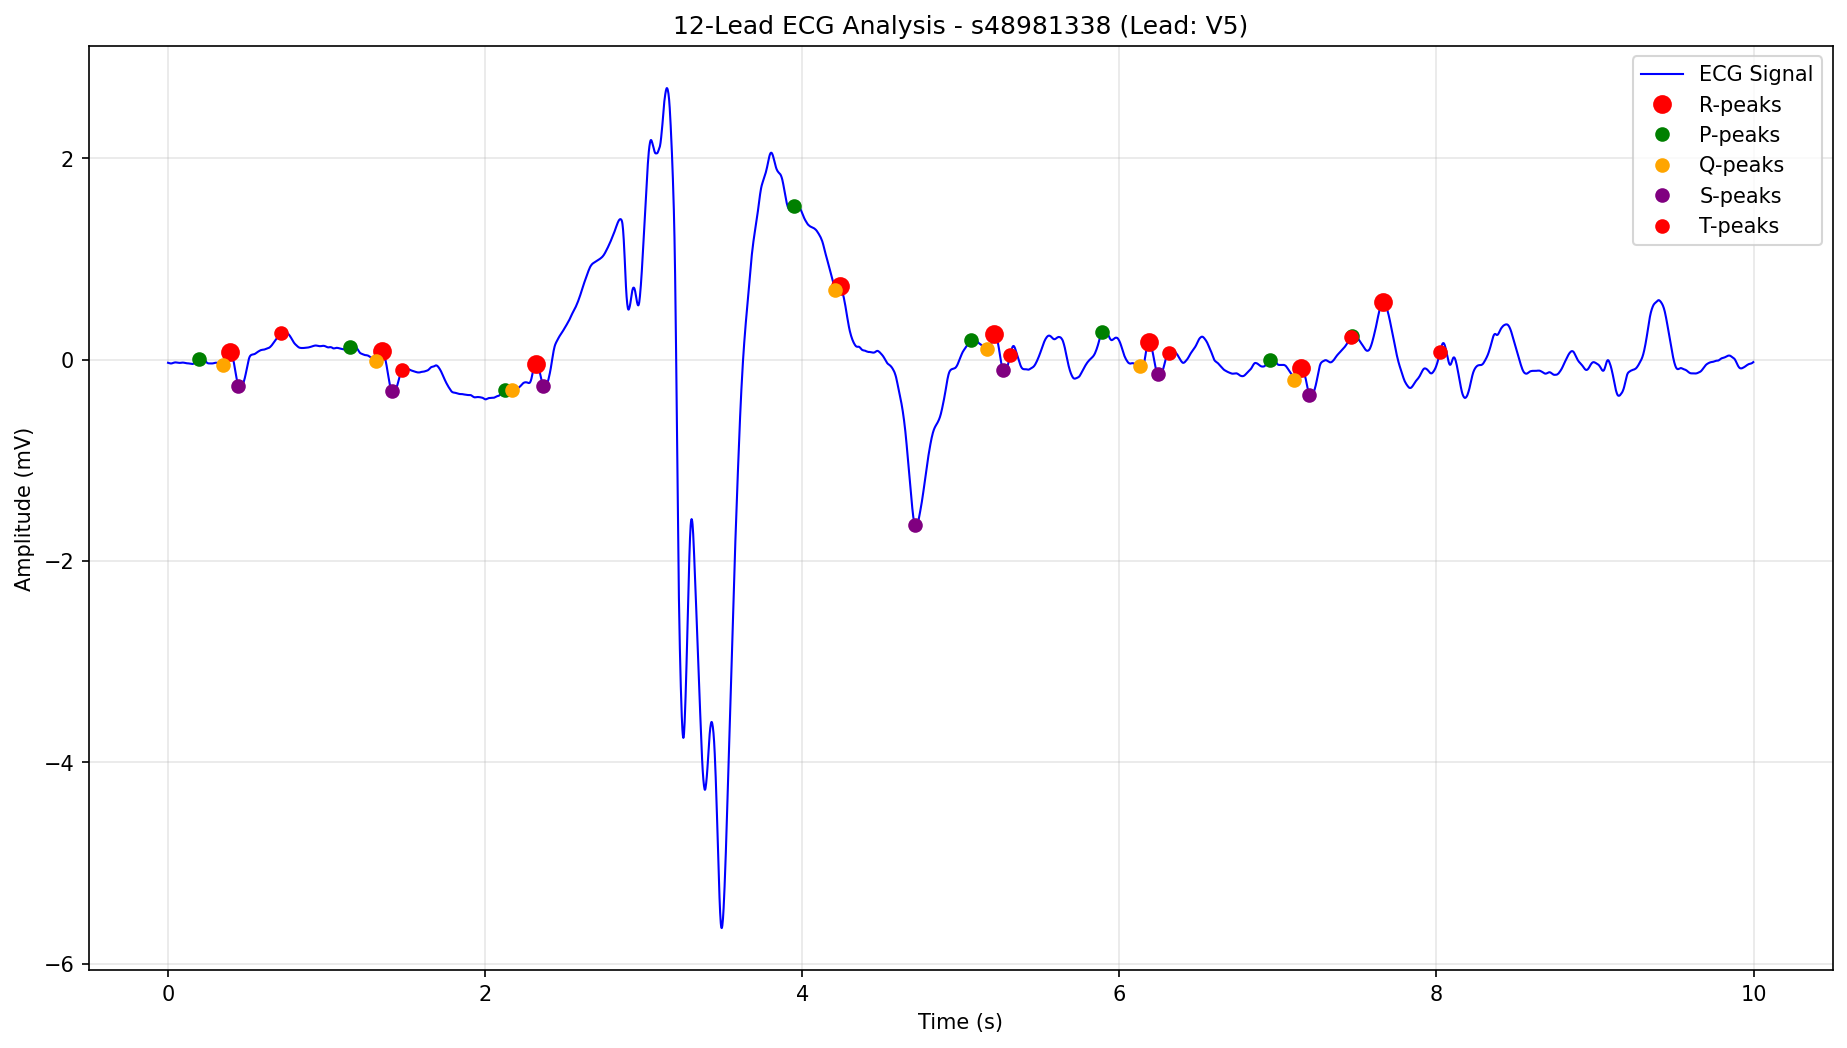 12-Lead ECG Analysis - s48981338 (Lead: V5)
ECG Signal
R-peaks
P-peaks
Q-peaks
S-peaks
T-peaks
Amplitude (mV)
2
0
−2
−4
−6
0 2 4 6 8 10
Time (s)